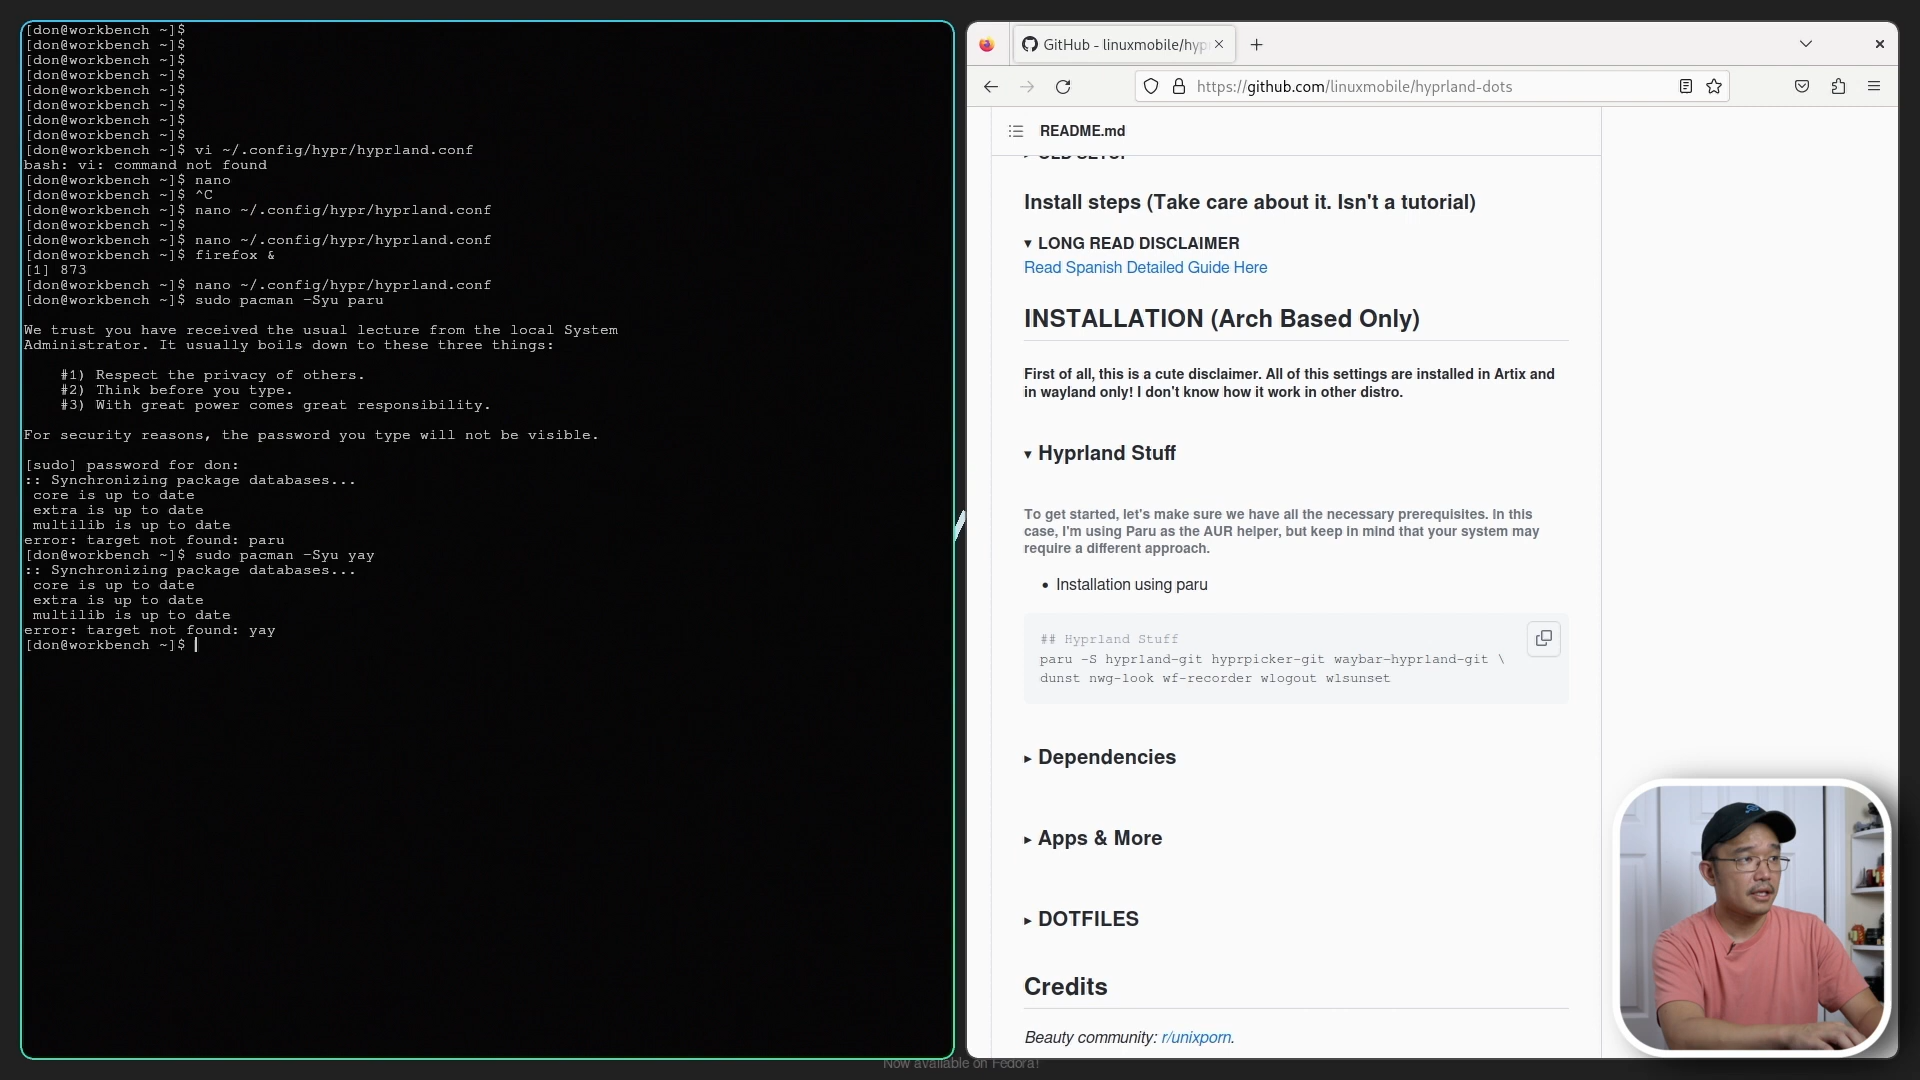 [don@workbench ~]$
[don@workbench ~]$
[don@workbench ~]$
[don@workbench ~]$
[don@workbench ~]$
[don@workbench ~]$
[don@workbench ~]$
[don@workbench ~]$
[don@workbench ~]$ vi ~/.config/hypr/hyprland.conf
bash: vi: command not found
[don@workbench ~]$ nano
[don@workbench ~]$ ^C
[don@workbench ~]$ nano ~/.config/hypr/hyprland.conf
[don@workbench ~]$
[don@workbench ~]$ nano ~/.config/hypr/hyprland.conf
[don@workbench ~]$ firefox &
[1] 873
[don@workbench ~]$ nano ~/.config/hypr/hyprland.conf
[don@workbench ~]$ sudo pacman -Syu paru
We trust you have received the usual lecture from the local System
Administrator. It usually boils down to these three things:
#1) Respect the privacy of others.
#2) Think before you type.
#3) With great power comes great responsibility.
For security reasons, the password you type will not be visible.
[sudo] password for don:
:: Synchronizing package databases...
core is up to date
extra is up to date
multilib is up to date
error: target not found: paru
[don@workbench ~]$ sudo pacman -Syu yay
:: Synchronizing package databases...
core is up to date
extra is up to date
multilib is up to date
error: target not found: yay
[don@workbench ~]$
GitHub - linuxmobile/hyp
https://github.com/linuxmobile/hyprland-dots
README.md
OLD SETUP
Install steps (Take care about it. Isn't a tutorial)
▾ LONG READ DISCLAIMER
Read Spanish Detailed Guide Here
INSTALLATION (Arch Based Only)
First of all, this is a cute disclaimer. All of this settings are installed in Artix and
in wayland only! I don't know how it work in other distro.
▾ Hyprland Stuff
To get started, let's make sure we have all the necessary prerequisites. In this
case, I'm using Paru as the AUR helper, but keep in mind that your system may
require a different approach.
• Installation using paru
## Hyprland Stuff
paru -S hyprland-git hyprpicker-git waybar-hyprland-git \
dunst nwg-look wf-recorder wlogout wlsunset
▸ Dependencies
▸ Apps & More
▸ DOTFILES
Credits
Beauty community: r/unixporn.
Now available on Fedora!